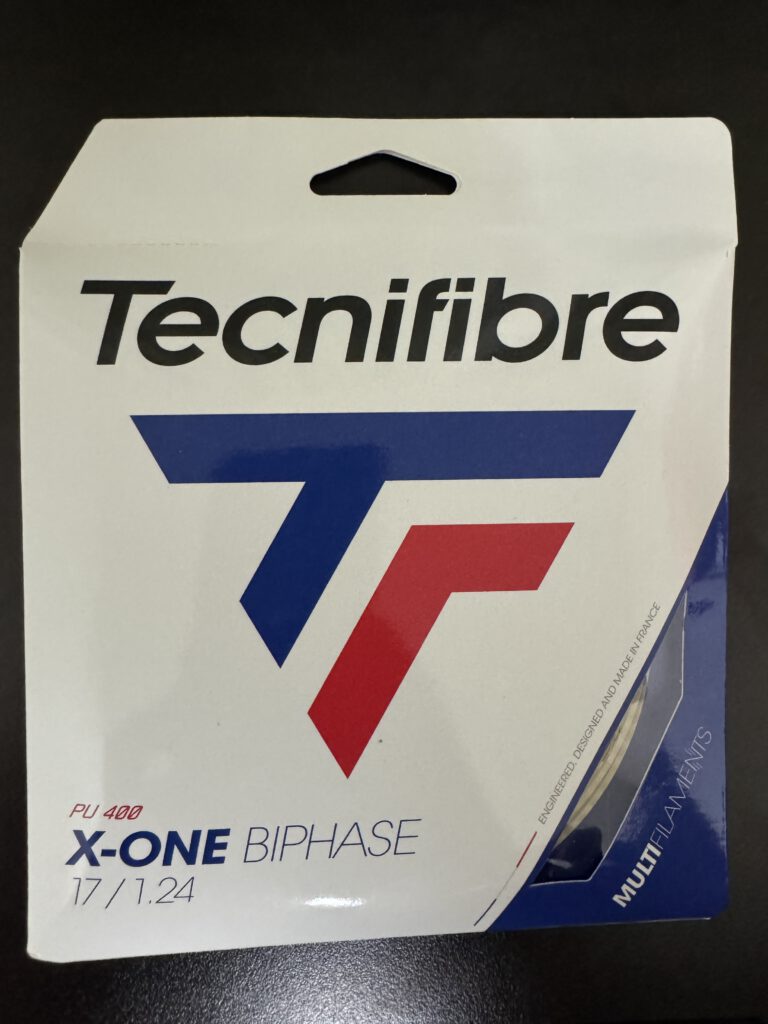 Tecnifibre
ENGINEERED, DESIGNED AND MADE IN FRANCE
PU 400
X-ONE BIPHASE
17 / 1.24
MULTIFILAMENTS